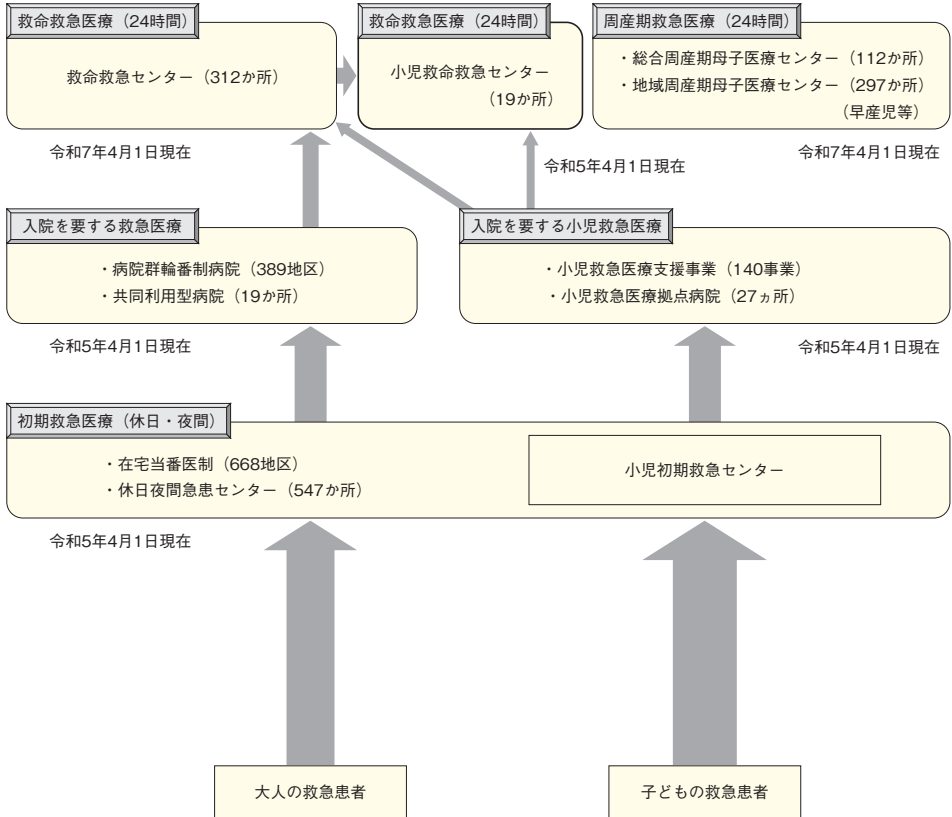 救命救急医療（24時間）
救命救急センター（312か所）
令和7年4月1日現在
救命救急医療（24時間）
小児救命救急センター
（19か所）
令和5年4月1日現在
周産期救急医療（24時間）
・総合周産期母子医療センター（112か所）
・地域周産期母子医療センター（297か所）
（早産児等）
令和7年4月1日現在
入院を要する救急医療
・病院群輪番制病院（389地区）
・共同利用型病院（19か所）
令和5年4月1日現在
入院を要する小児救急医療
・小児救急医療支援事業（140事業）
・小児救急医療拠点病院（27ヵ所）
令和5年4月1日現在
初期救急医療（休日・夜間）
・在宅当番医制（668地区）
・休日夜間急患センター（547か所）
小児初期救急センター
令和5年4月1日現在
大人の救急患者
子どもの救急患者